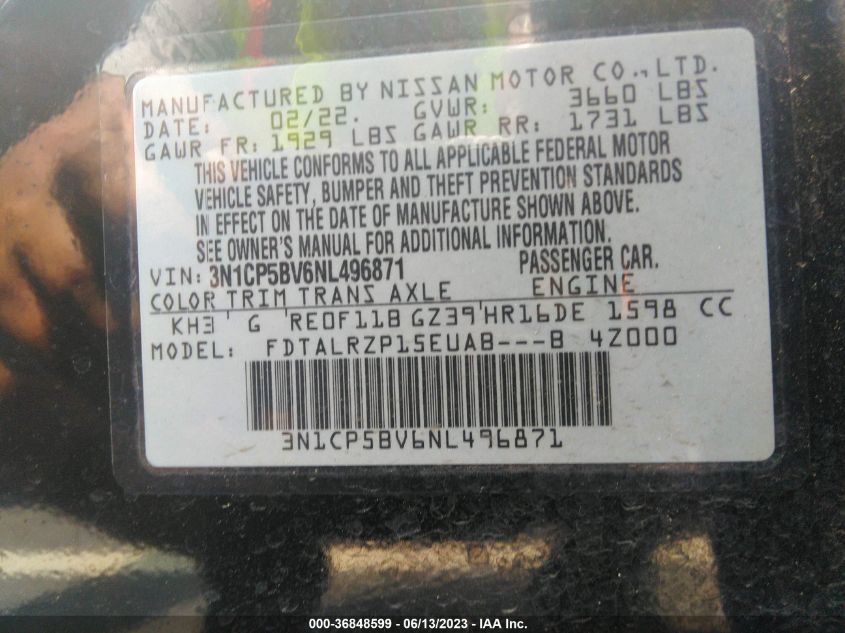 MANUFACTURED BY NISSAN MOTOR CO.,LTD.
DATE: 02/22. GVWR: 3660 LBS
GAWR FR: 1929 LBS GAWR RR: 1731 LBS
THIS VEHICLE CONFORMS TO ALL APPLICABLE FEDERAL MOTOR
VEHICLE SAFETY, BUMPER AND THEFT PREVENTION STANDARDS
IN EFFECT ON THE DATE OF MANUFACTURE SHOWN ABOVE.
SEE OWNER'S MANUAL FOR ADDITIONAL INFORMATION.
VIN: 3N1CP5BV6NL496871 PASSENGER CAR.
COLOR TRIM TRANS AXLE ENGINE
KH3 ' G RE0F11B GZ39'HR16DE 1598 CC
MODEL: FDTALRZP15EUAB---B 4Z000
3N1CP5BV6NL496871
000-36848599 - 06/13/2023 - IAA Inc.